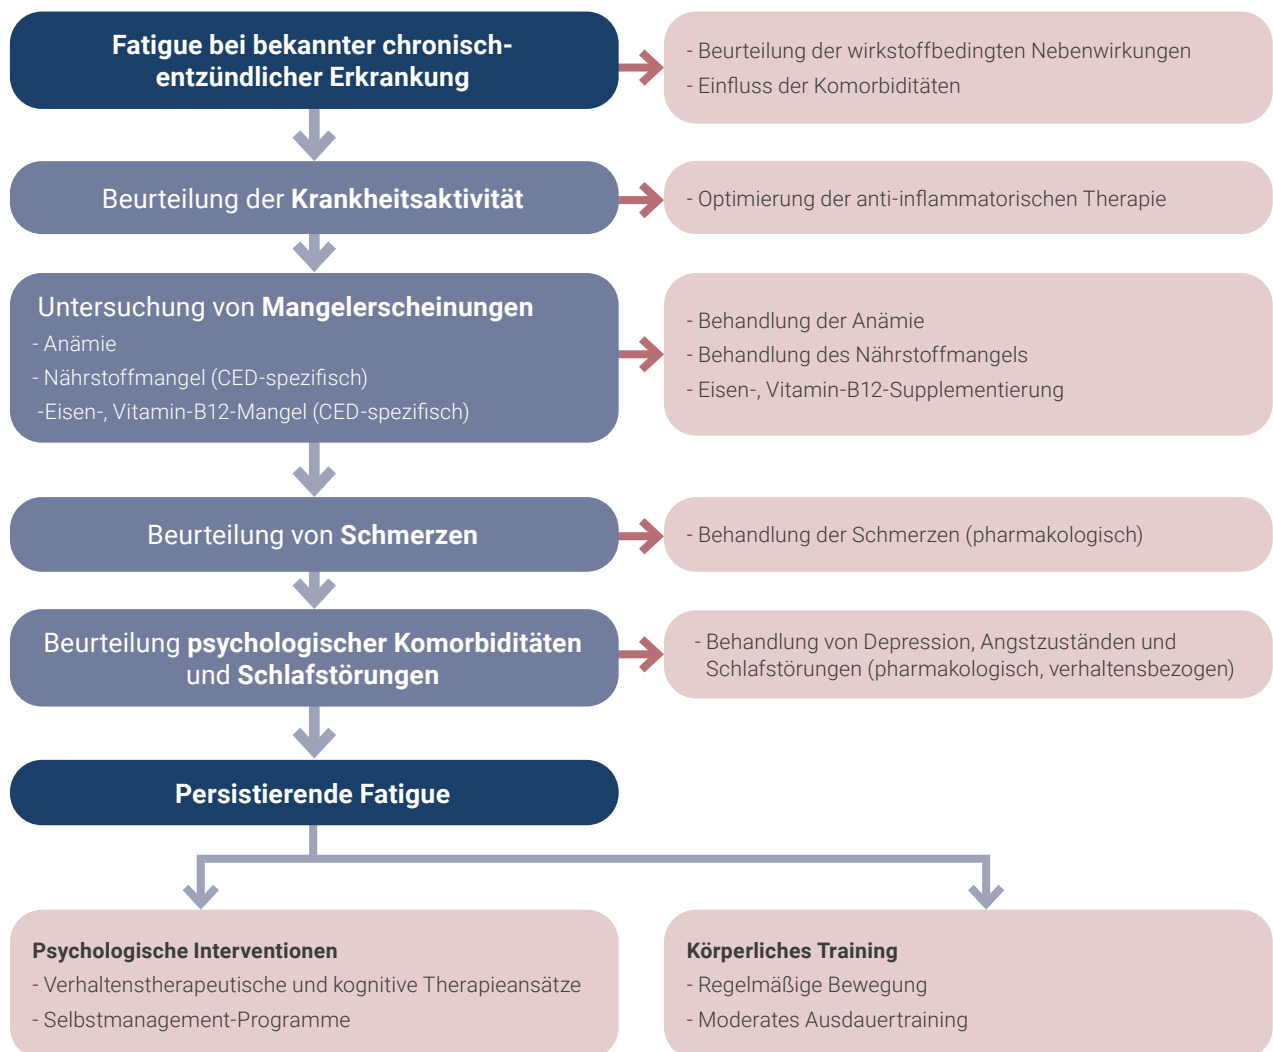 Fatigue bei bekannter chronisch-
entzündlicher Erkrankung
- Beurteilung der wirkstoffbedingten Nebenwirkungen
- Einfluss der Komorbiditäten
Beurteilung der Krankheitsaktivität
- Optimierung der anti-inflammatorischen Therapie
Untersuchung von Mangelerscheinungen
- Anämie
- Nährstoffmangel (CED-spezifisch)
-Eisen-, Vitamin-B12-Mangel (CED-spezifisch)
- Behandlung der Anämie
- Behandlung des Nährstoffmangels
- Eisen-, Vitamin-B12-Supplementierung
Beurteilung von Schmerzen
- Behandlung der Schmerzen (pharmakologisch)
Beurteilung psychologischer Komorbiditäten
und Schlafstörungen
- Behandlung von Depression, Angstzuständen und
Schlafstörungen (pharmakologisch, verhaltensbezogen)
Persistierende Fatigue
Psychologische Interventionen
- Verhaltenstherapeutische und kognitive Therapieansätze
- Selbstmanagement-Programme
Körperliches Training
- Regelmäßige Bewegung
- Moderates Ausdauertraining